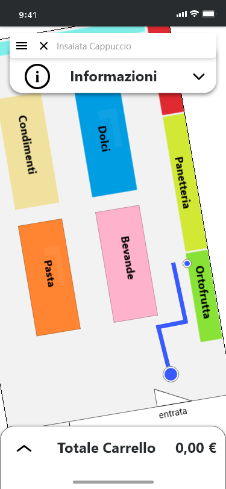 9:41
Insalata Cappuccio
Informazioni
Condimenti
Dolci
Panetteria
Pasta
Bevande
Ortofrutta
entrata
Totale Carrello 0,00 €